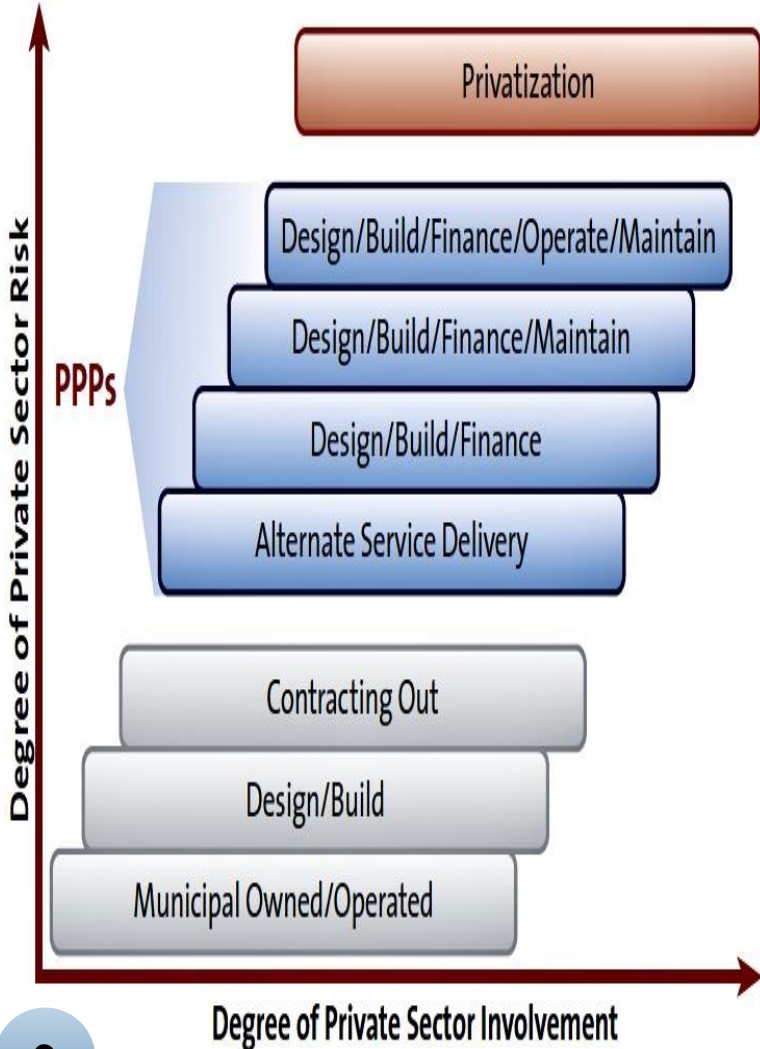 Privatization
Design/Build/Finance/Operate/Maintain
Design/Build/Finance/Maintain
PPPs
Design/Build/Finance
Alternate Service Delivery
Contracting Out
Design/Build
Municipal Owned/Operated
Degree of Private Sector Risk
Degree of Private Sector Involvement